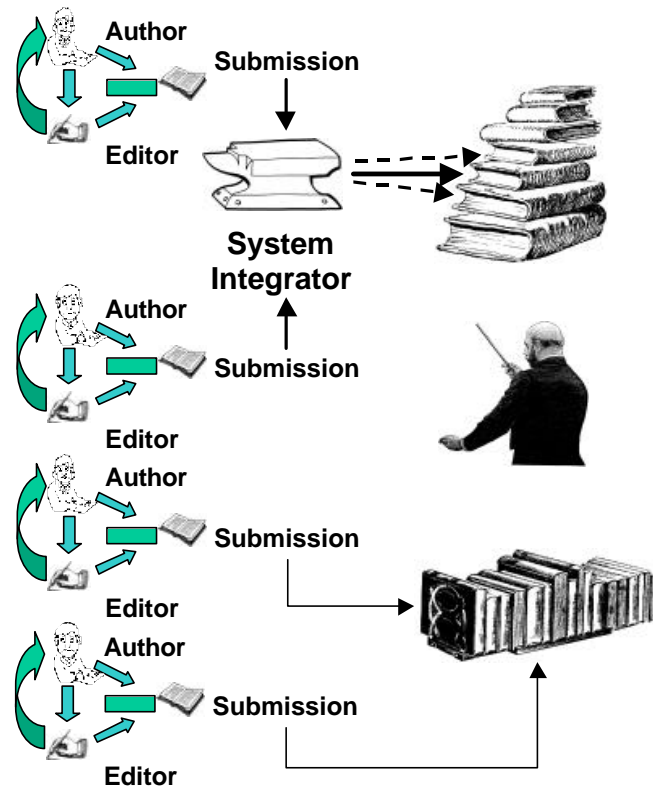 Author
Submission
Editor
System
Integrator
Author
Submission
Editor
Author
Submission
Editor
Author
Submission
Editor